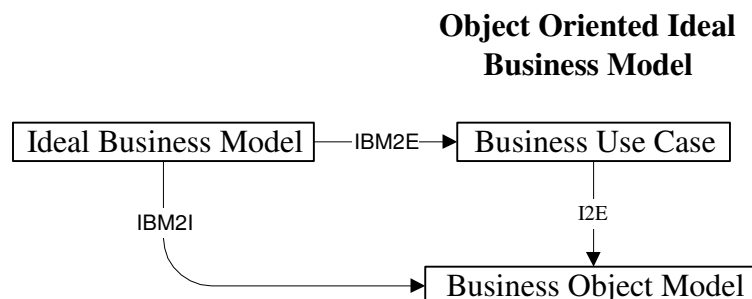 Object Oriented Ideal
Business Model
Ideal Business Model
IBM2E
Business Use Case
IBM2I
I2E
Business Object Model